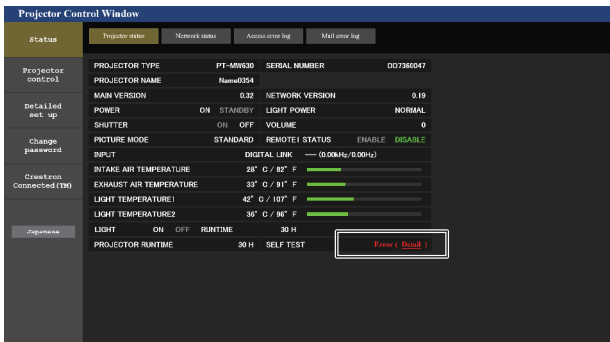 Projector Control Window
Status
Projector control
Detailed set up
Change password
Crestron Connected(TM)
Japanese
Projector status Network status Access error log Mail error log
PROJECTOR TYPE PT-MW630 SERIAL NUMBER DD7360047
PROJECTOR NAME Name0354
MAIN VERSION 0.32 NETWORK VERSION 0.19
POWER ON STANDBY LIGHT POWER NORMAL
SHUTTER ON OFF VOLUME 0
PICTURE MODE STANDARD REMOTE1 STATUS ENABLE DISABLE
INPUT DIGITAL LINK --- (0.00kHz/0.00Hz)
INTAKE AIR TEMPERATURE 28° C / 82° F
EXHAUST AIR TEMPERATURE 33° C / 91° F
LIGHT TEMPERATURE1 42° C / 107° F
LIGHT TEMPERATURE2 36° C / 96° F
LIGHT ON OFF RUNTIME 30 H
PROJECTOR RUNTIME 30 H SELF TEST Error ( Detail )